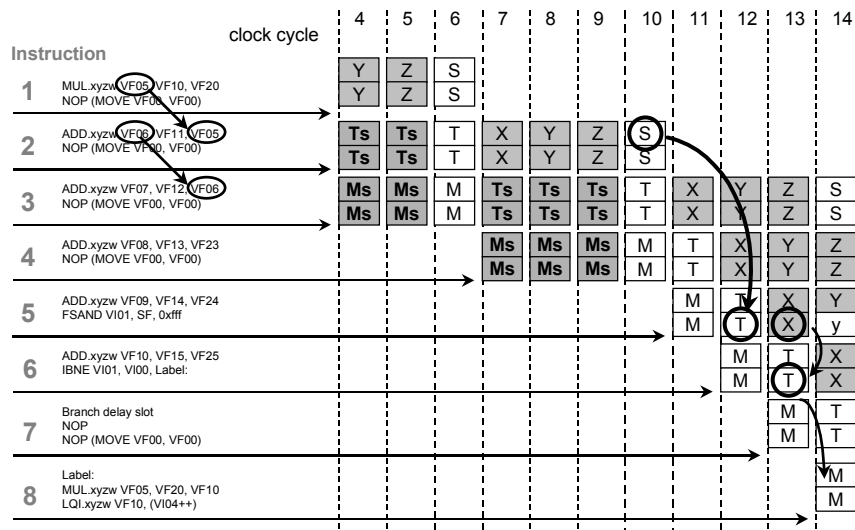 clock cycle 4 5 6 7 8 9 10 11 12 13 14
Instruction
1 MUL.xyzw VF05, VF10, VF20 Y Z S
NOP (MOVE VF00, VF00) Y Z S
2 ADD.xyzw VF06, VF11, VF05 Ts Ts T X Y Z S
NOP (MOVE VF00, VF00) Ts Ts T X Y Z S
3 ADD.xyzw VF07, VF12, VF06 Ms Ms M Ts Ts Ts T X Y Z S
NOP (MOVE VF00, VF00) Ms Ms M Ts Ts Ts T X Y Z S
4 ADD.xyzw VF08, VF13, VF23 Ms Ms Ms M T X Y Z
NOP (MOVE VF00, VF00) Ms Ms Ms M T X Y Z
5 ADD.xyzw VF09, VF14, VF24 M T X Y
FSAND VI01, SF, 0xfff M T X y
6 ADD.xyzw VF10, VF15, VF25 M T X
IBNE VI01, VI00, Label: M T X
7 Branch delay slot
NOP M T
NOP (MOVE VF00, VF00) M T
8 Label:
MUL.xyzw VF05, VF20, VF10 M
LQI.xyzw VF10, (VI04++) M